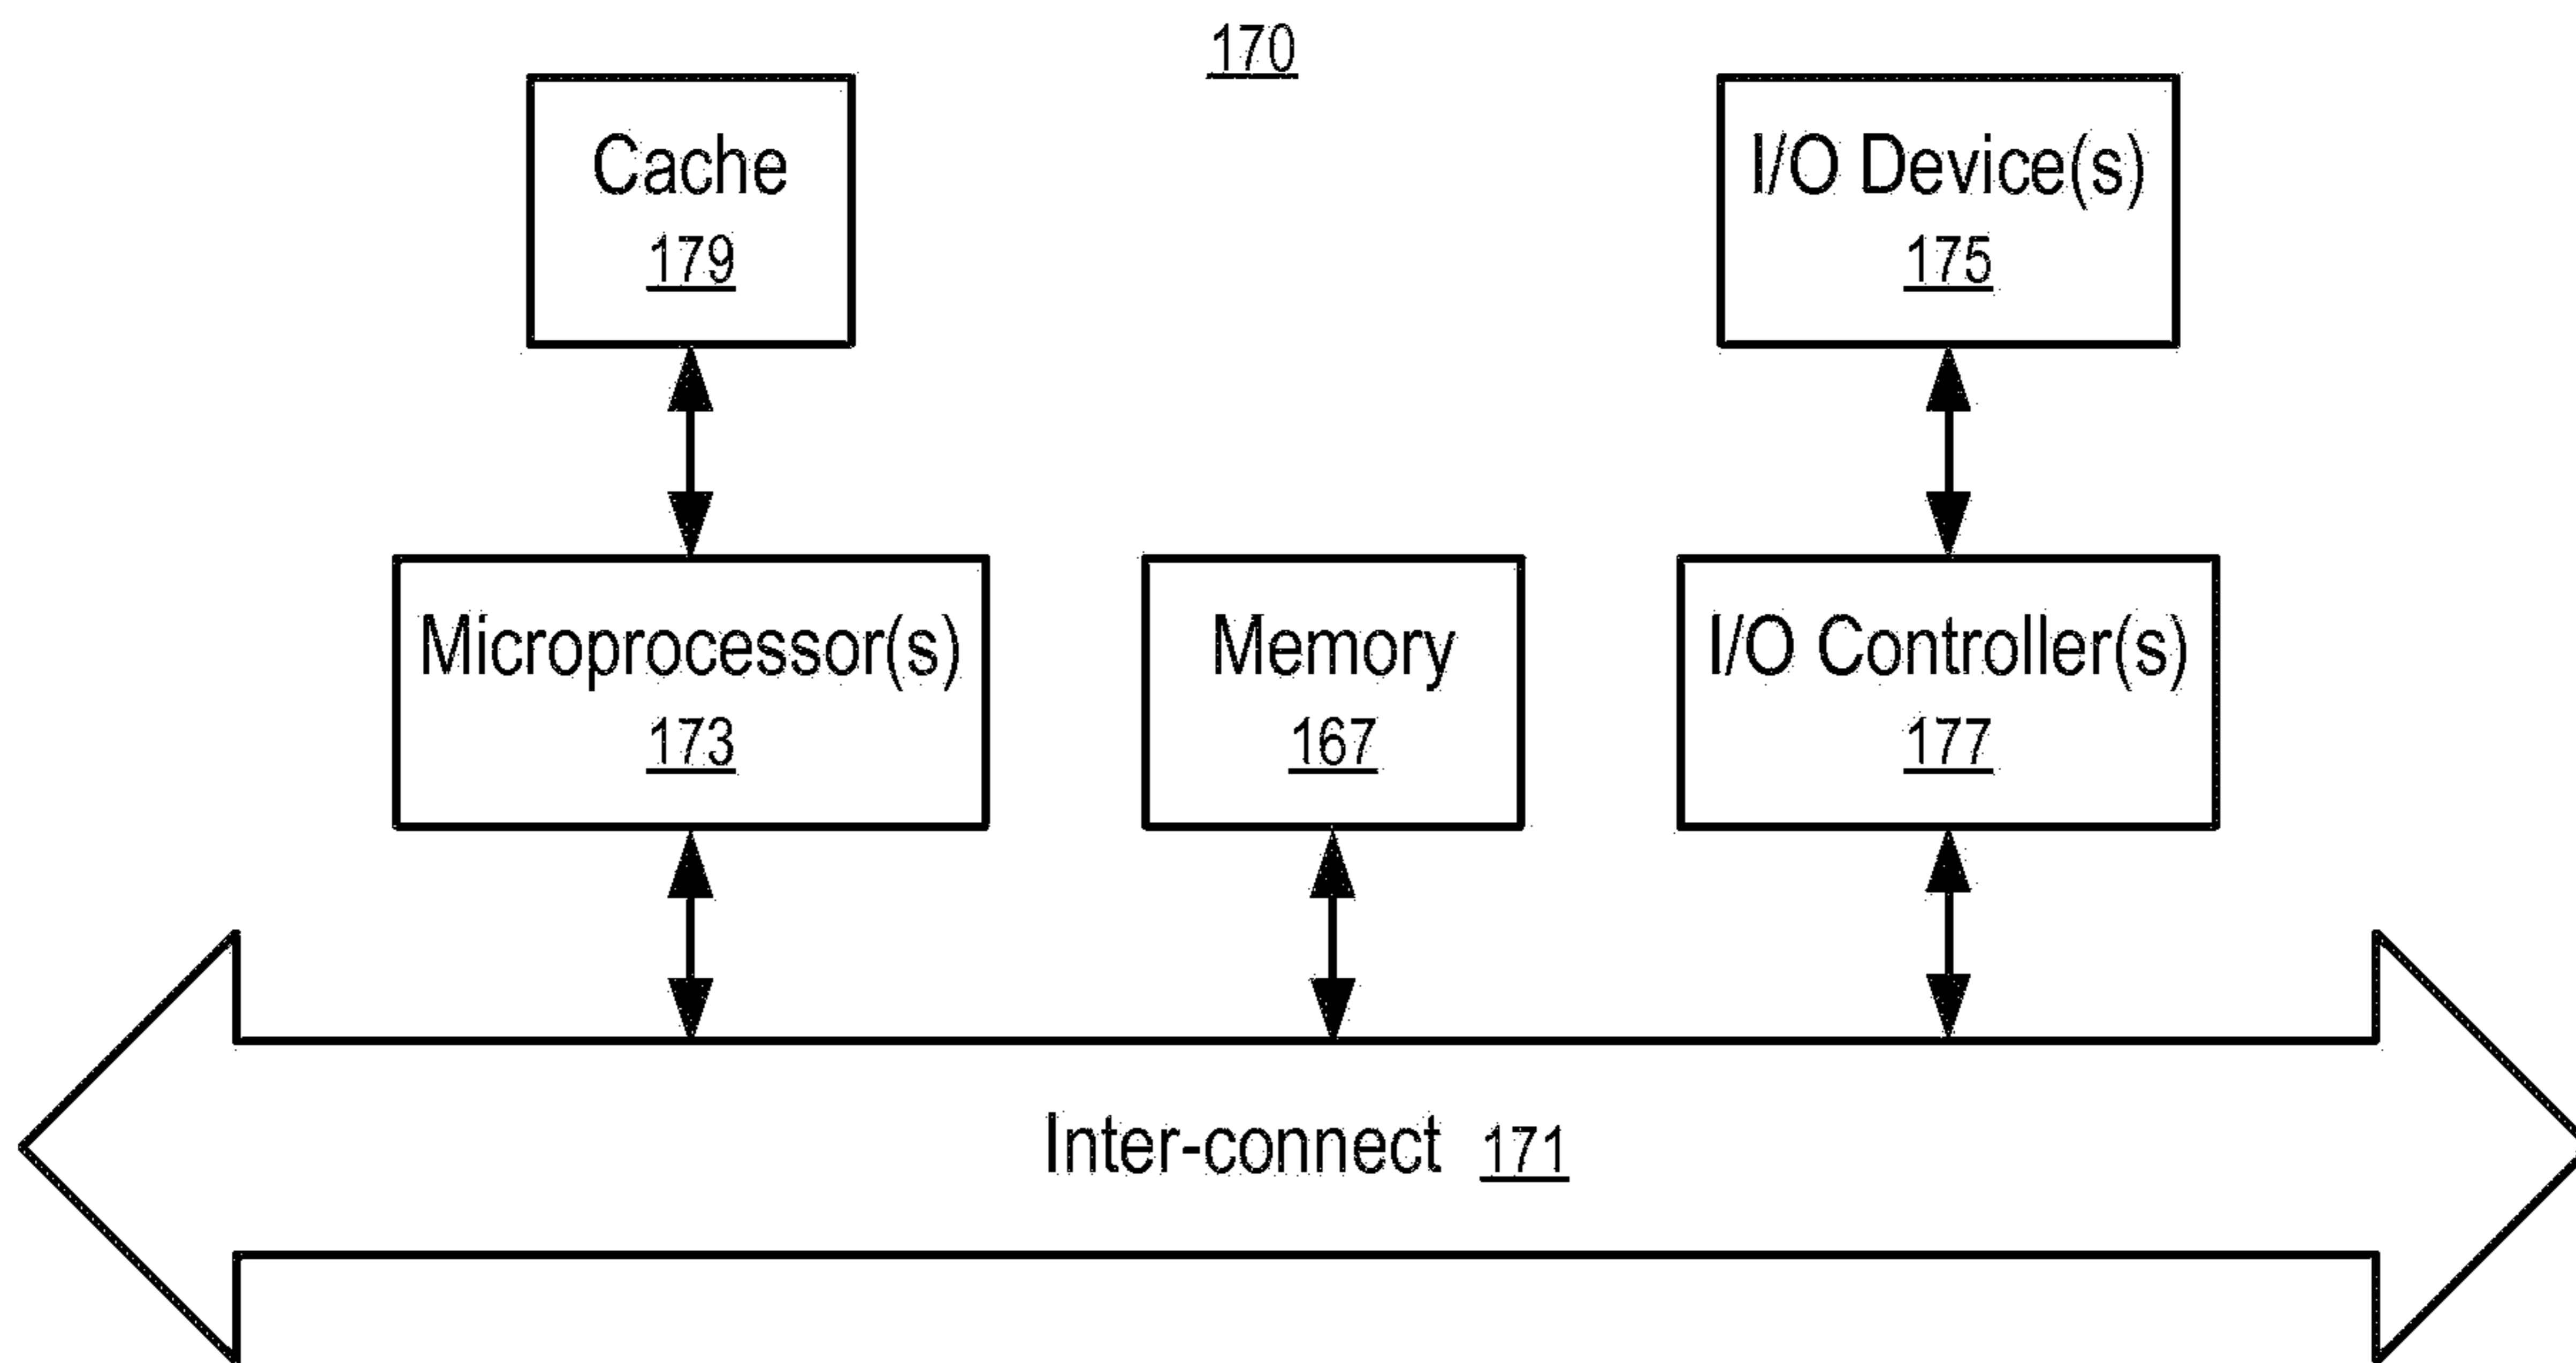 170
Cache
179
I/O Device(s)
175
Microprocessor(s)
173
Memory
167
I/O Controller(s)
177
Inter-connect 171